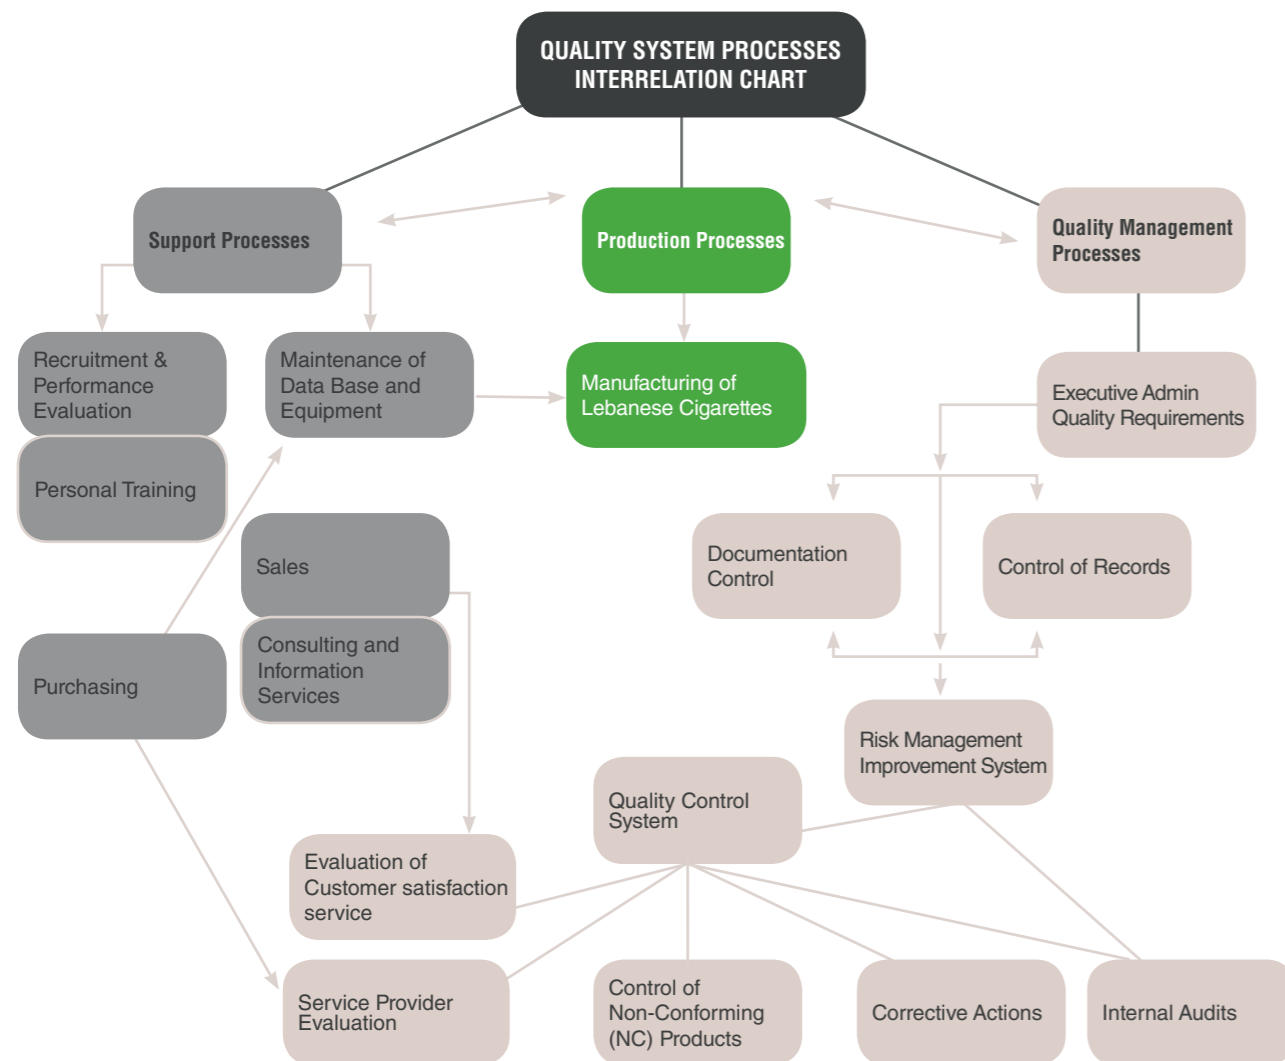 QUALITY SYSTEM PROCESSES
INTERRELATION CHART
Support Processes
Production Processes
Quality Management
Processes
Recruitment &
Performance
Evaluation
Maintenance of
Data Base and
Equipment
Manufacturing of
Lebanese Cigarettes
Executive Admin
Quality Requirements
Personal Training
Sales
Documentation
Control
Control of Records
Consulting and
Information
Services
Purchasing
Risk Management
Improvement System
Quality Control
System
Evaluation of
Customer satisfaction
service
Service Provider
Evaluation
Control of
Non-Conforming
(NC) Products
Corrective Actions
Internal Audits